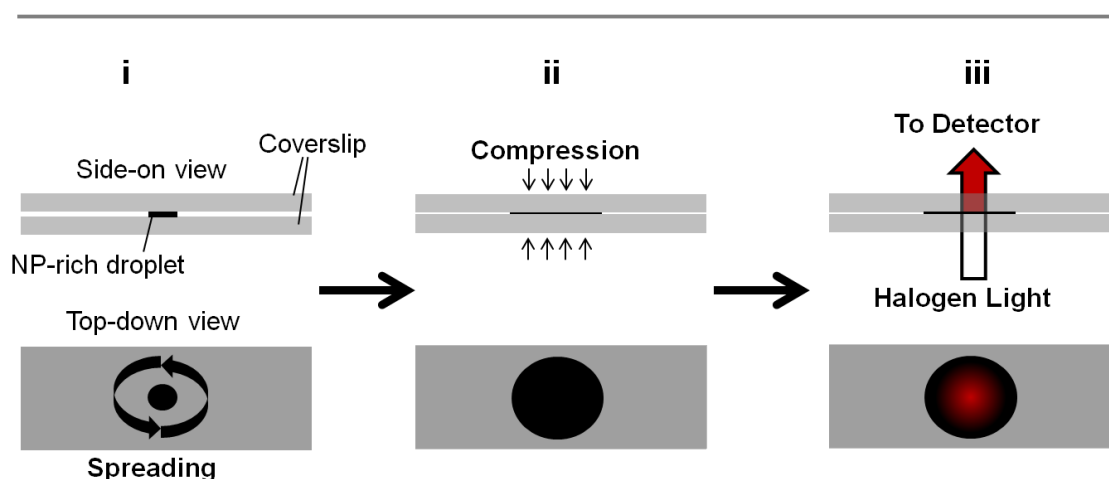 i
ii
iii
Side-on view
Coverslip
NP-rich droplet
Compression
To Detector
Halogen Light
Top-down view
Spreading